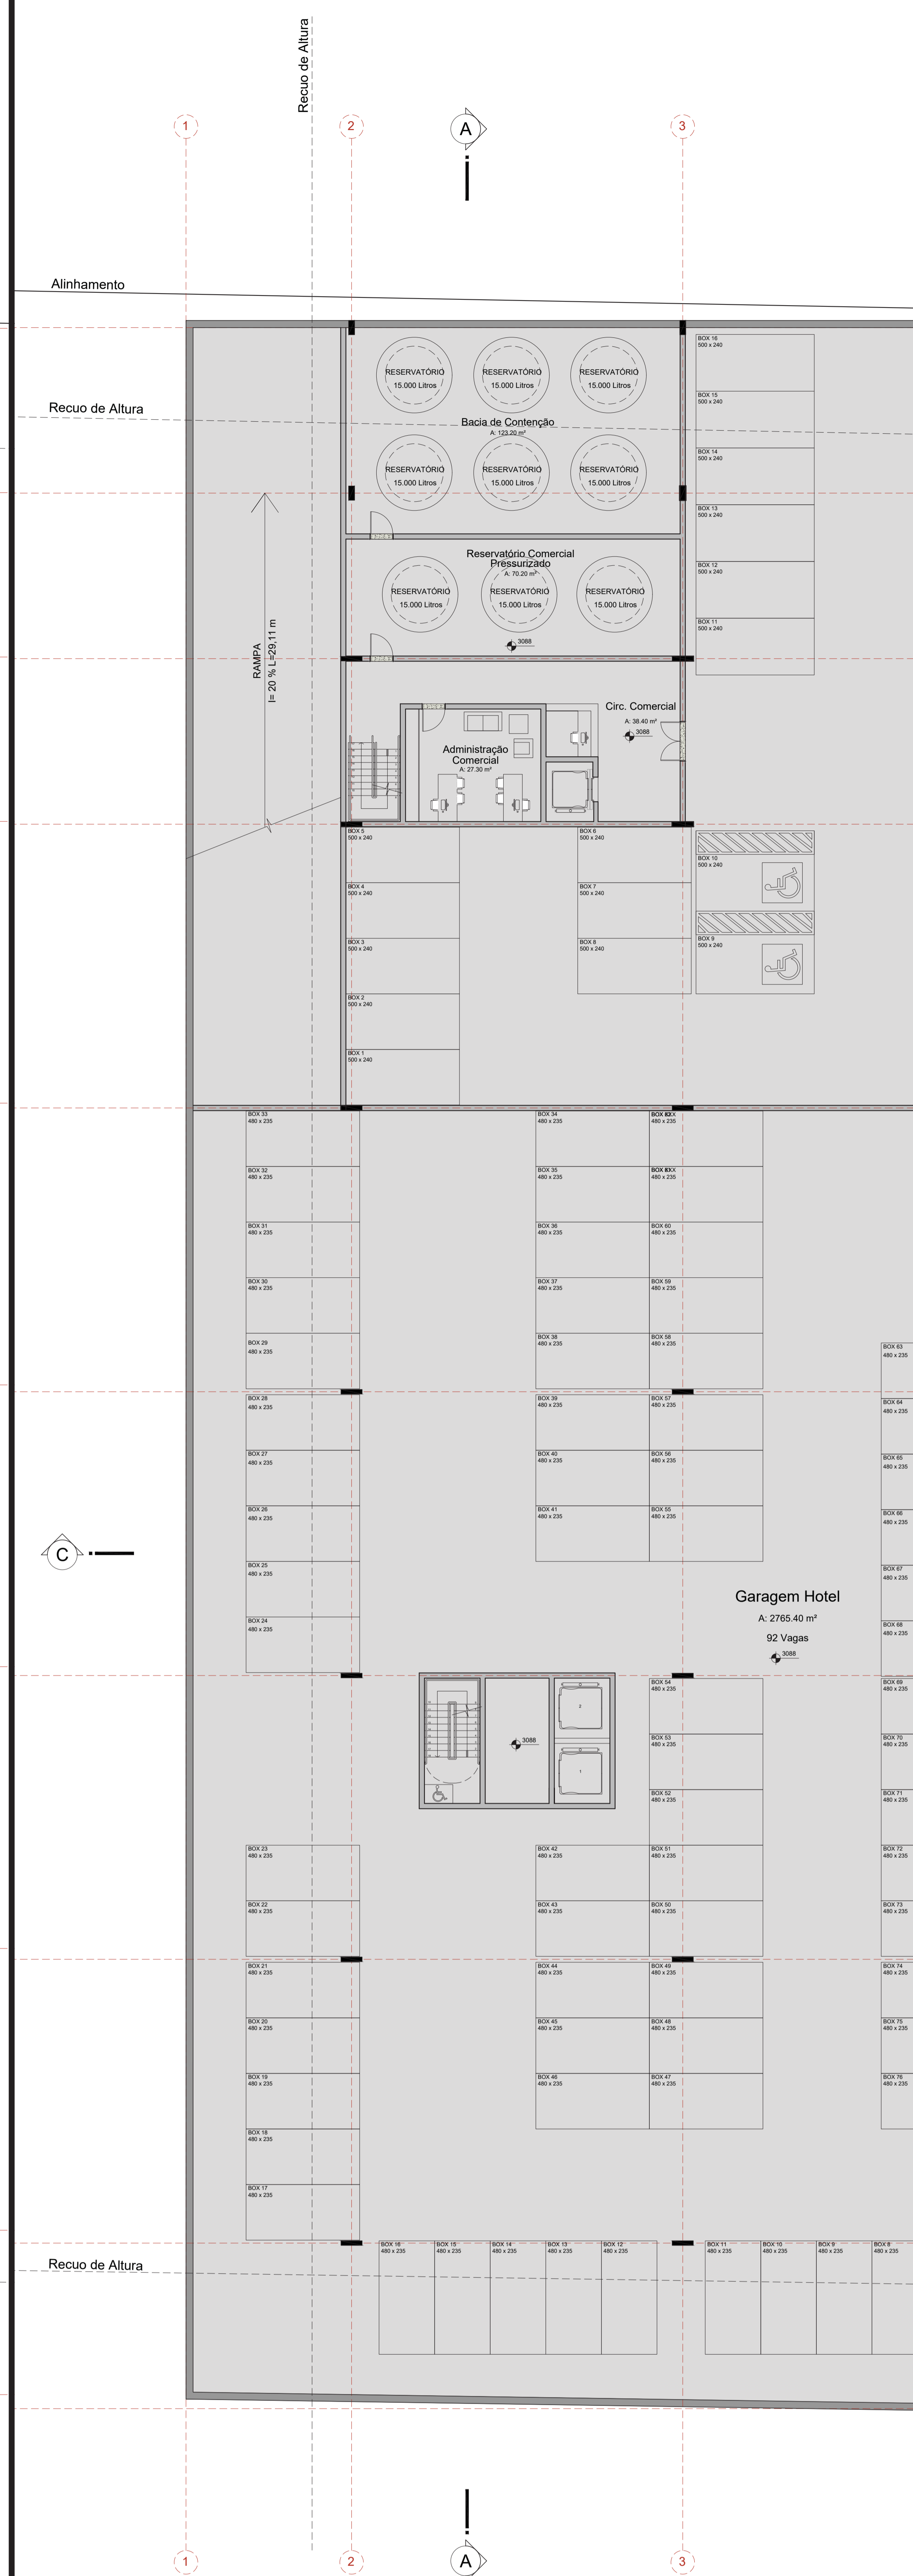 Recuo de Altura
1
2
A
3
Alinhamento
Recuo de Altura
RESERVATÓRIO
15.000 Litros
RESERVATÓRIO
15.000 Litros
RESERVATÓRIO
15.000 Litros
Bacia de Contenção
A: 123.20 m²
RESERVATÓRIO
15.000 Litros
RESERVATÓRIO
15.000 Litros
RESERVATÓRIO
15.000 Litros
Reservatório Comercial
Pressurizado
A: 70.20 m²
RESERVATÓRIO
15.000 Litros
RESERVATÓRIO
15.000 Litros
RESERVATÓRIO
15.000 Litros
3088
RAMPA
I= 20 % L=29,11 m
Circ. Comercial
A: 38.40 m²
3088
Administração
Comercial
A: 27.30 m²
BOX 16
500 x 240
BOX 15
500 x 240
BOX 14
500 x 240
BOX 13
500 x 240
BOX 12
500 x 240
BOX 11
500 x 240
BOX 5
500 x 240
BOX 4
500 x 240
BOX 3
500 x 240
BOX 2
500 x 240
BOX 1
500 x 240
BOX 6
500 x 240
BOX 7
500 x 240
BOX 8
500 x 240
BOX 10
500 x 240
BOX 9
500 x 240
BOX 33
480 x 235
BOX 32
480 x 235
BOX 31
480 x 235
BOX 30
480 x 235
BOX 29
480 x 235
BOX 28
480 x 235
BOX 27
480 x 235
BOX 26
480 x 235
BOX 25
480 x 235
BOX 24
480 x 235
BOX 34
480 x 235
BOX 35
480 x 235
BOX 36
480 x 235
BOX 37
480 x 235
BOX 38
480 x 235
BOX 39
480 x 235
BOX 40
480 x 235
BOX 41
480 x 235
480 x 235
480 x 235
BOX 60
480 x 235
BOX 59
480 x 235
BOX 58
480 x 235
BOX 57
480 x 235
BOX 56
480 x 235
BOX 55
480 x 235
BOX 63
480 x 235
BOX 64
480 x 235
BOX 65
480 x 235
BOX 66
480 x 235
BOX 67
480 x 235
BOX 68
480 x 235
C
Garagem Hotel
A: 2765.40 m²
92 Vagas
3088
3088
2
1
BOX 54
480 x 235
BOX 53
480 x 235
BOX 52
480 x 235
BOX 51
480 x 235
BOX 50
480 x 235
BOX 49
480 x 235
BOX 48
480 x 235
BOX 47
480 x 235
BOX 69
480 x 235
BOX 70
480 x 235
BOX 71
480 x 235
BOX 72
480 x 235
BOX 73
480 x 235
BOX 74
480 x 235
BOX 75
480 x 235
BOX 76
480 x 235
BOX 23
480 x 235
BOX 22
480 x 235
BOX 21
480 x 235
BOX 20
480 x 235
BOX 19
480 x 235
BOX 18
480 x 235
BOX 17
480 x 235
BOX 42
480 x 235
BOX 43
480 x 235
BOX 44
480 x 235
BOX 45
480 x 235
BOX 46
480 x 235
Recuo de Altura
BOX 16
480 x 235
BOX 15
480 x 235
BOX 14
480 x 235
BOX 13
480 x 235
BOX 12
480 x 235
BOX 11
480 x 235
BOX 10
480 x 235
BOX 9
480 x 235
BOX 8
480 x 235
1
2
A
3